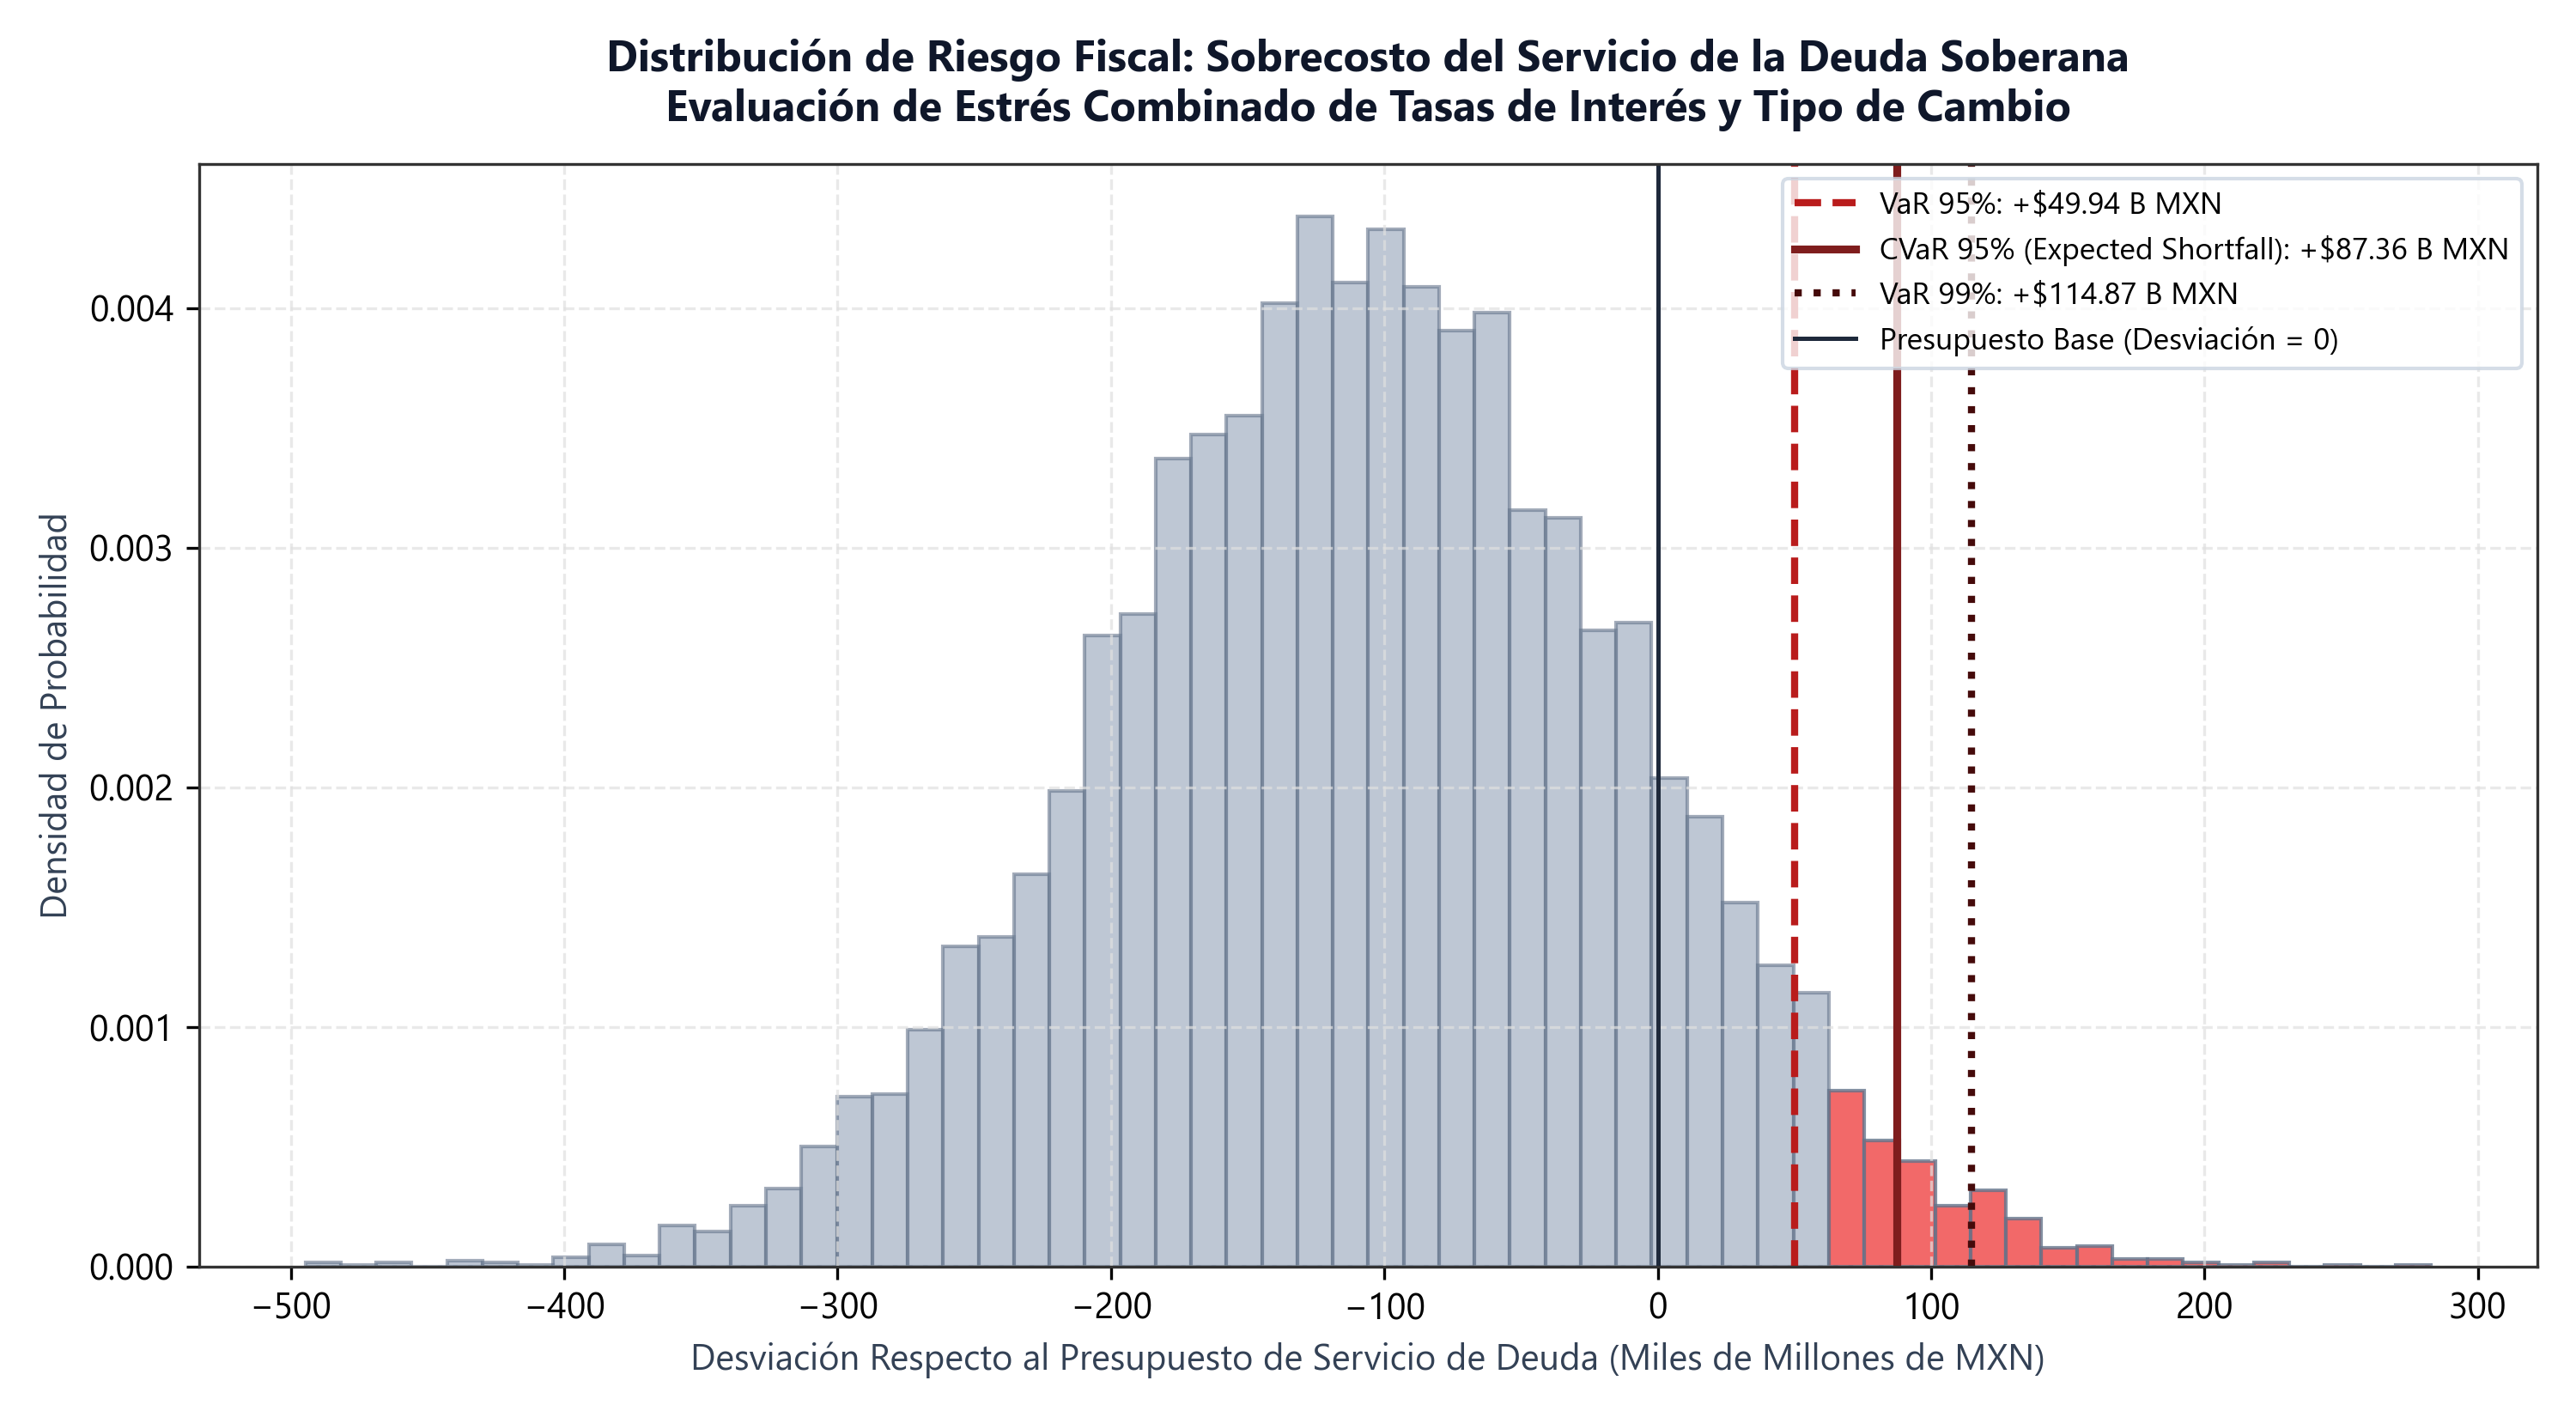 Distribución de Riesgo Fiscal: Sobrecosto del Servicio de la Deuda Soberana
Evaluación de Estrés Combinado de Tasas de Interés y Tipo de Cambio
VaR 95%: +$49.94 B MXN
CVaR 95% (Expected Shortfall): +$87.36 B MXN
VaR 99%: +$114.87 B MXN
Presupuesto Base (Desviación = 0)
Densidad de Probabilidad
0.004
0.003
0.002
0.001
0.000
−500
−400
−300
−200
−100
0
100
200
300
Desviación Respecto al Presupuesto de Servicio de Deuda (Miles de Millones de MXN)